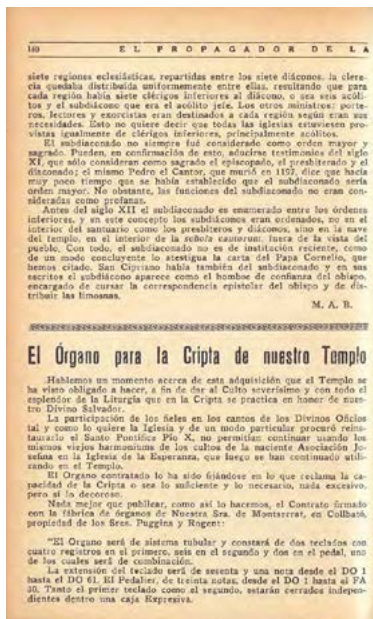 140 EL PROPAGADOR DE LA
siete regiones eclesiásticas, repartidas entre los siete diáconos, la clere-
cia quedaba distribuida uniformemente entre ellas, resultando que para
cada región había siete clérigos inferiores al diácono, o sea seis acóli-
tos y el subdiácono que era el acólito jefe. Los otros ministros: porte-
ros, lectores y exorcistas eran destinados a cada región según eran sus
necesidades. Esto no quiere decir que todas las iglesias estuviesen pro-
vistas igualmente de clérigos inferiores, principalmente acólitos.
El subdiaconado no siempre fué considerado como orden mayor y
sagrado. Pueden, en confirmación de esto, aducirse testimonios del siglo
XI, que sólo consideran como sagrado el episcopado, el presbiterado y el
diaconado; el mismo Pedro el Cantor, que murió en 1197, dice que hacía
muy poco tiempo que se había establecido que el subdiaconado sería
orden mayor. No obstante, las funciones del subdiaconado no eran con-
sideradas como profanas.
Antes del siglo XII el subdiaconado es enumerado entre los órdenes
inferiores, y en este concepto los subdiáconos eran ordenados, no en el
interior del santuario como los presbíteros y diáconos, sino en la nave
del templo, en el interior de la schola cantorum, fuera de la vista del
pueblo. Con todo, el subdiaconado no es de institución reciente, como
de un modo concluyente lo atestigua la carta del Papa Cornelio, que
hemos citado. San Cipriano habla también del subdiaconado y en sus
escritos el subdiácono aparece como el hombre de confianza del obispo,
encargado de cursar la correspondencia epistolar del obispo y de dis-
tribuir las limosnas.
M. A. B.
El Órgano para la Cripta de nuestro Templo
Hablemos un momento acerca de esta adquisición que el Templo se
ha visto obligado a hacer, a fin de dar al Culto severísimo y con todo el
esplendor de la Liturgia que en la Cripta se practica en honor de nues-
tro Divino Salvador.
La participación de los fieles en los cantos de los Divinos Oficios
tal y como lo quiere la Iglesia y de un modo particular procuró reins-
taurarlo el Santo Pontífice Pío X, no permitían continuar usando los
mismos viejos harmoniums de los cultos de la naciente Asociación Jo-
sefina en la Iglesia de la Esperanza, que luego se han continuado utili-
zando en el Templo.
El Organo contratado lo ha sido fijándose en lo que reclama la ca-
pacidad de la Cripta o sea lo suficiente y lo necesario, nada excesivo,
pero sí lo decoroso.
Nada mejor que publicar, como así lo hacemos, el Contrato firmado
con la fábrica de órganos de Nuestra Sra. de Montserrat, en Collbató,
propiedad de los Sres. Puggina y Rogent:
"El Organo será de sistema tubular y constará de dos teclados con
cuatro registros en el primero, seis en el segundo y dos en el pedal, uno
de los cuales será de combinación.
La extensión del teclado será de sesenta y una nota desde el DO 1
hasta el DO 61. El Pedalier, de treinta notas, desde el DO 1 hasta el FA
30. Tanto el primer teclado como el segundo, estarán cerrados indepen-
dientes dentro una caja Expresiva.